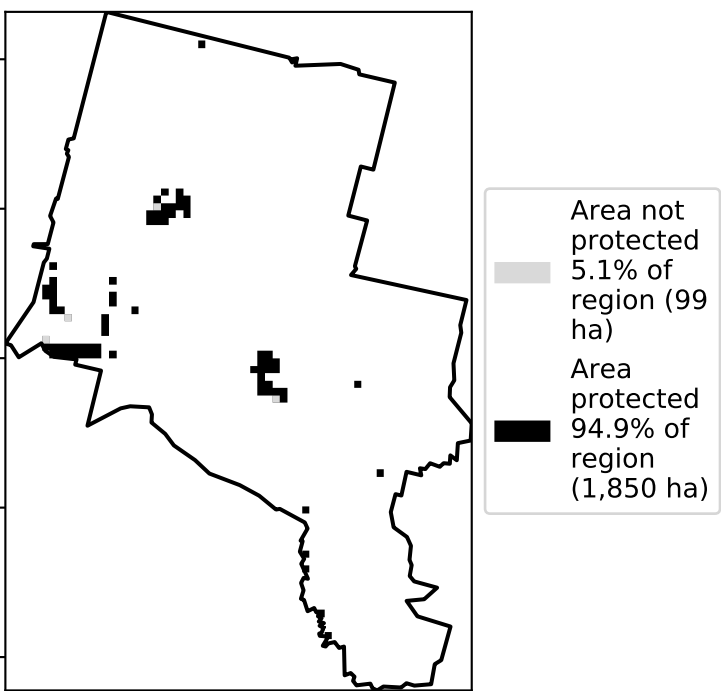 Area not
protected
5.1% of
region (99
ha)
Area
protected
94.9% of
region
(1,850 ha)